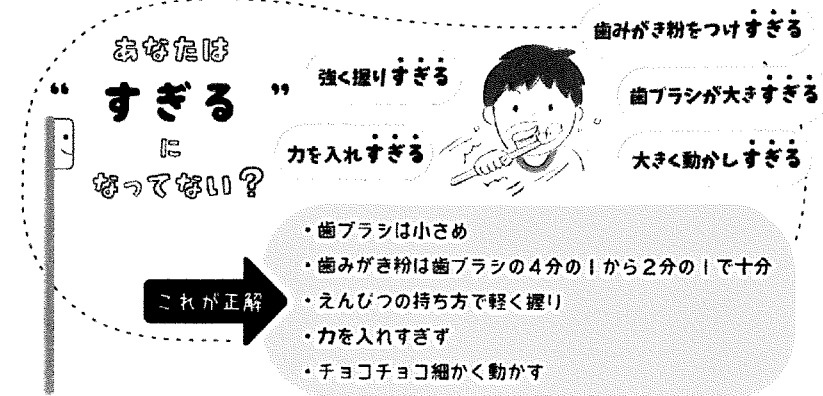 あなたは
“すぎる”
に
なってない？
歯みがき粉をつけすぎる
強く握りすぎる
歯ブラシが大きすぎる
力を入れすぎる
大きく動かしすぎる
これが正解
・歯ブラシは小さめ
・歯みがき粉は歯ブラシの4分の1から2分の1で十分
・えんぴつの持ち方で軽く握り
・力を入れすぎず
・チョコチョコ細かく動かす